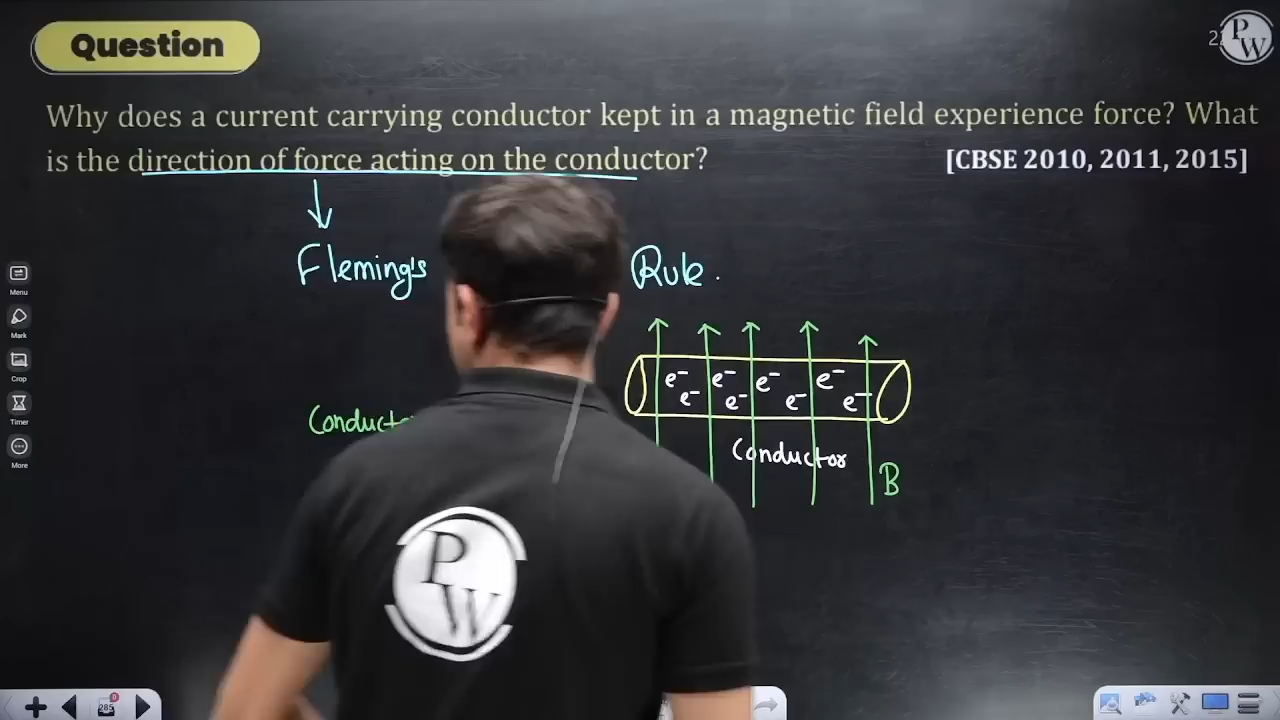 Question
Why does a current carrying conductor kept in a magnetic field experience force? What
is the direction of force acting on the conductor?
[CBSE 2010, 2011, 2015]
Fleming's
Rule.
e⁻ e⁻ e⁻ e⁻
e⁻ e⁻ e⁻ e⁻
Conductor
B
P
W
P
W
Menu
Mark
Crop
Timer
More
285